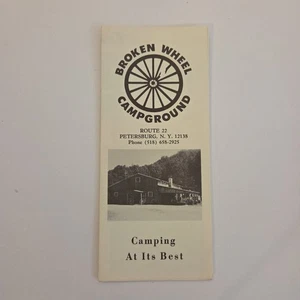 BROKEN WHEEL
CAMPGROUND
ROUTE 22
PETERSBURG, N. Y. 12138
Phone (518) 658-2925
Camping
At Its Best